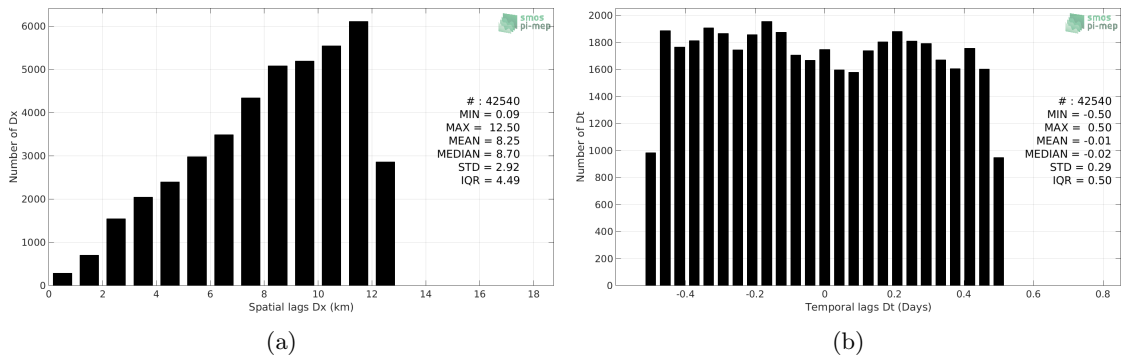 6000
5000
4000
3000
2000
1000
0
Number of Dx
0 2 4 6 8 10 12 14 16 18
Spatial lags Dx (km)
smos
pi-mep
# : 42540
MIN = 0.09
MAX = 12.50
MEAN = 8.25
MEDIAN = 8.70
STD = 2.92
IQR = 4.49
(a)
2000
1800
1600
1400
1200
1000
800
600
400
200
0
Number of Dt
-0.4 -0.2 0 0.2 0.4 0.6 0.8
Temporal lags Dt (Days)
smos
pi-mep
# : 42540
MIN = -0.50
MAX = 0.50
MEAN = -0.01
MEDIAN = -0.02
STD = 0.29
IQR = 0.50
(b)